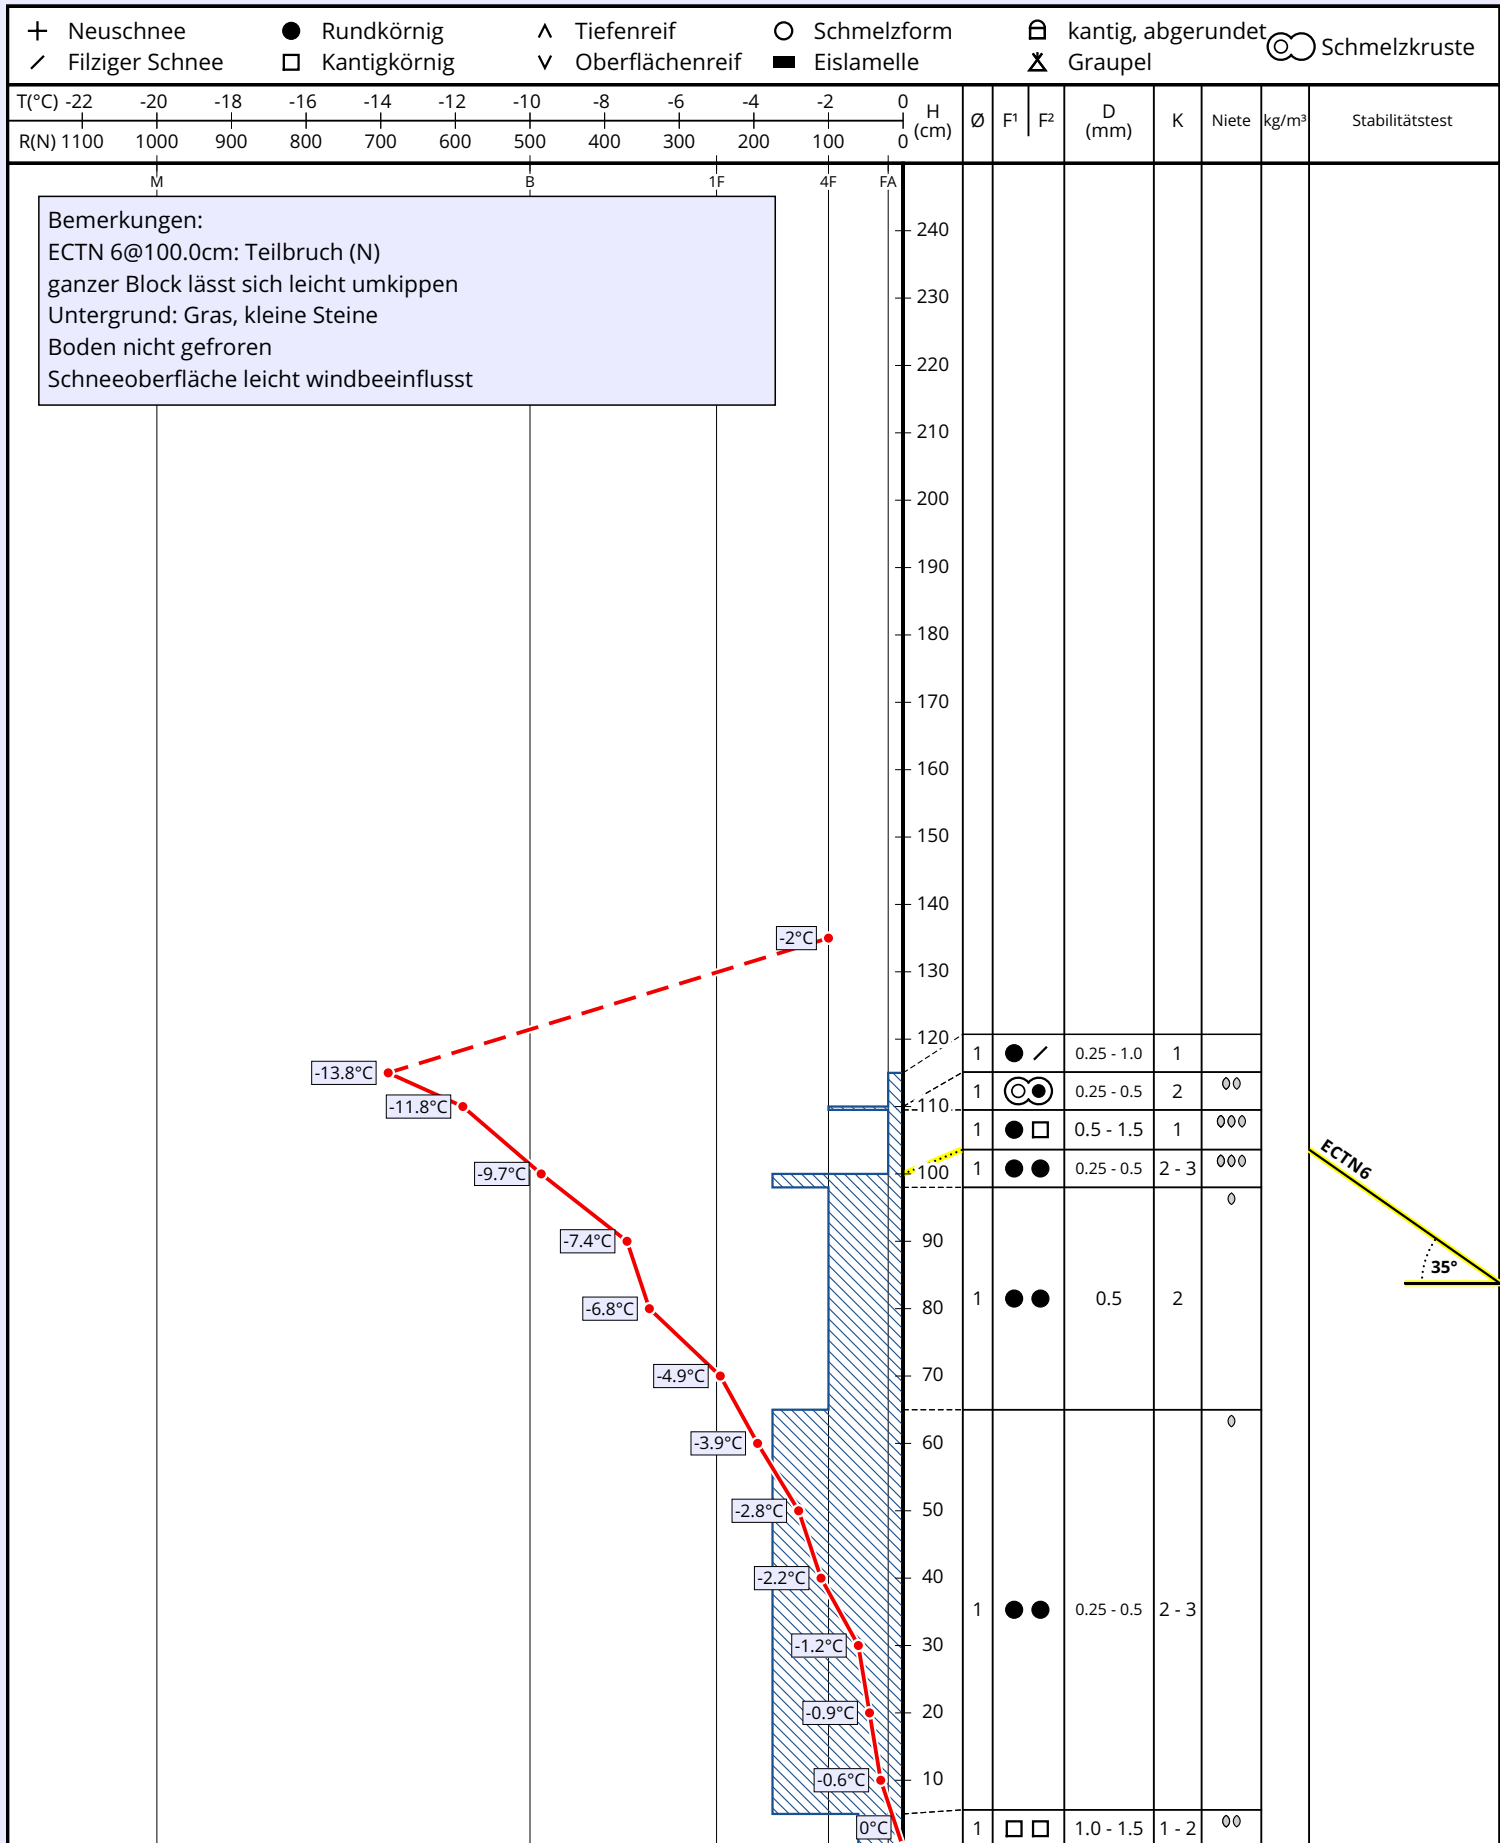 Neuschnee Rundkörnig Tiefenreif Schmelzform kantig, abgerundet Schmelzkruste
Filziger Schnee Kantigkörnig Oberflächenreif Eislamelle Graupel
T(°C) -22 -20 -18 -16 -14 -12 -10 -8 -6 -4 -2 0
R(N) 1100 1000 900 800 700 600 500 400 300 200 100 0
H (cm) Ø F¹ F² D (mm) K Niete kg/m³ Stabilitätstest
M B 1F 4F FA
Bemerkungen:
ECTN 6@100.0cm: Teilbruch (N)
ganzer Block lässt sich leicht umkippen
Untergrund: Gras, kleine Steine
Boden nicht gefroren
Schneeoberfläche leicht windbeeinflusst
240
230
220
210
200
190
180
170
160
150
140
-2°C
130
120
1 0.25 - 1.0 1
-13.8°C
1 0.25 - 0.5 2
-11.8°C 110
1 0.5 - 1.5 1
ECTN6
-9.7°C 100 1 0.25 - 0.5 2 - 3
-7.4°C 90
35°
-6.8°C 80 1 0.5 2
-4.9°C 70
-3.9°C 60
-2.8°C 50
-2.2°C 40
1 0.25 - 0.5 2 - 3
-1.2°C 30
-0.9°C 20
-0.6°C 10
0°C 1 1.0 - 1.5 1 - 2